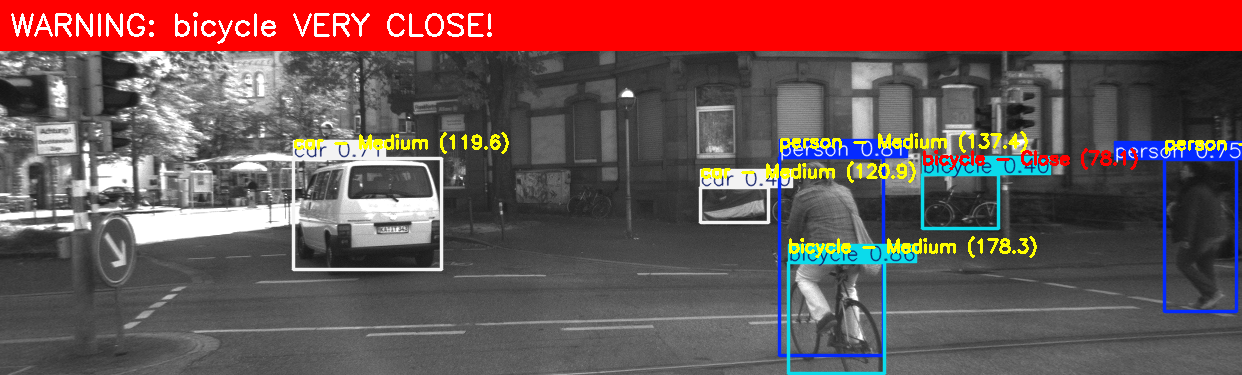 WARNING: bicycle VERY CLOSE!
Achtung!
car - Medium (119.6)
car 0.71
person - Medium (137.4)
person 0.81
bicycle - Close (78.1)
bicycle 0.40
person -
person 0.75
car - Medium (120.9)
car 0.40
bicycle - Medium (178.3)
bicycle 0.86